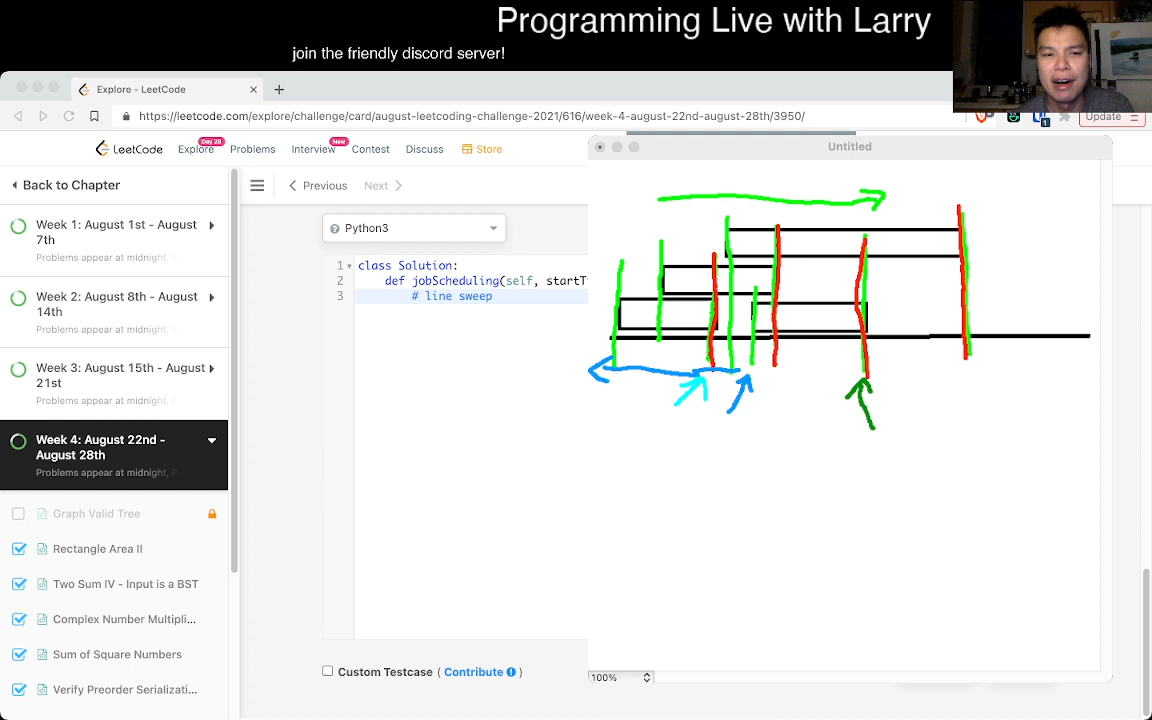 Programming Live with Larry
join the friendly discord server!
Explore - LeetCode
https://leetcode.com/explore/challenge/card/august-leetcoding-challenge-2021/616/week-4-august-22nd-august-28th/3950/
Update
LeetCode
Explore
Day 28
Problems
Interview
New
Contest
Discuss
Store
Untitled
Back to Chapter
Previous
Next
Week 1: August 1st - August
7th
Problems appear at midnight,
Week 2: August 8th - August
14th
Problems appear at midnight,
Week 3: August 15th - August
21st
Problems appear at midnight,
Week 4: August 22nd -
August 28th
Problems appear at midnight,
Graph Valid Tree
Rectangle Area II
Two Sum IV - Input is a BST
Complex Number Multipli...
Sum of Square Numbers
Verify Preorder Serializati...
Python3
1 class Solution:
2 def jobScheduling(self, startT
3 # line sweep
Custom Testcase ( Contribute )
100%